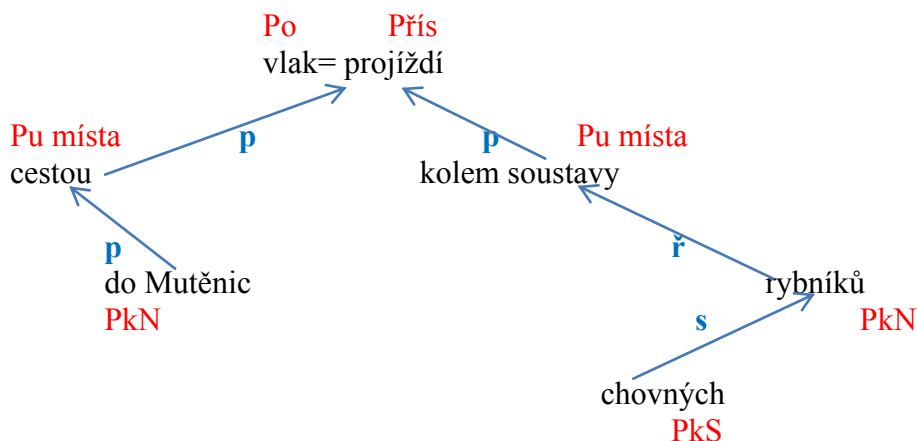 Po Přís
vlak= projíždí
Pu místa p p Pu místa
cestou kolem soustavy
p ř
do Mutěnic rybníků
PkN s PkN
chovných
PkS